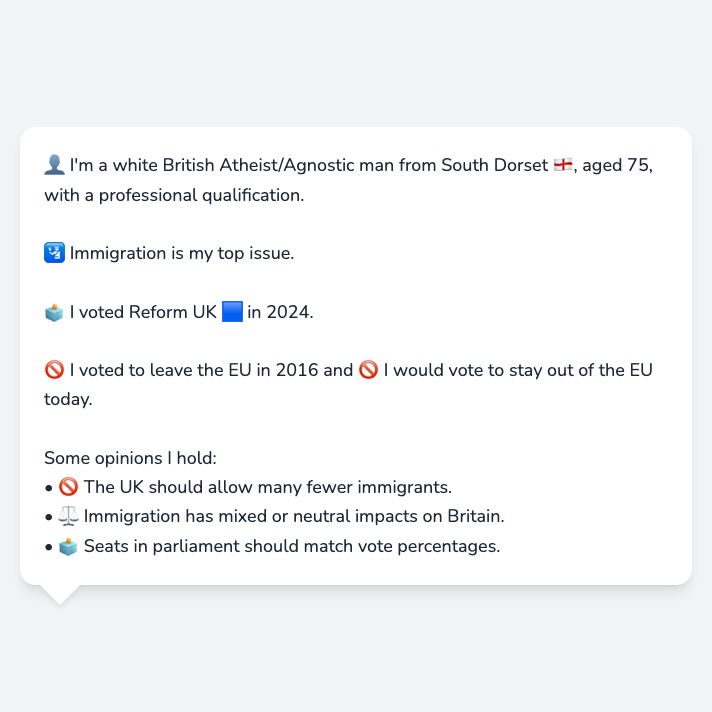 👤 I'm a white British Atheist/Agnostic man from South Dorset 🏴󠁧󠁢󠁥󠁮󠁧󠁿, aged 75,
with a professional qualification.
🛂 Immigration is my top issue.
🗳️ I voted Reform UK 🟦 in 2024.
🚫 I voted to leave the EU in 2016 and 🚫 I would vote to stay out of the EU
today.
Some opinions I hold:
• 🚫 The UK should allow many fewer immigrants.
• ⚖️ Immigration has mixed or neutral impacts on Britain.
• 🗳️ Seats in parliament should match vote percentages.